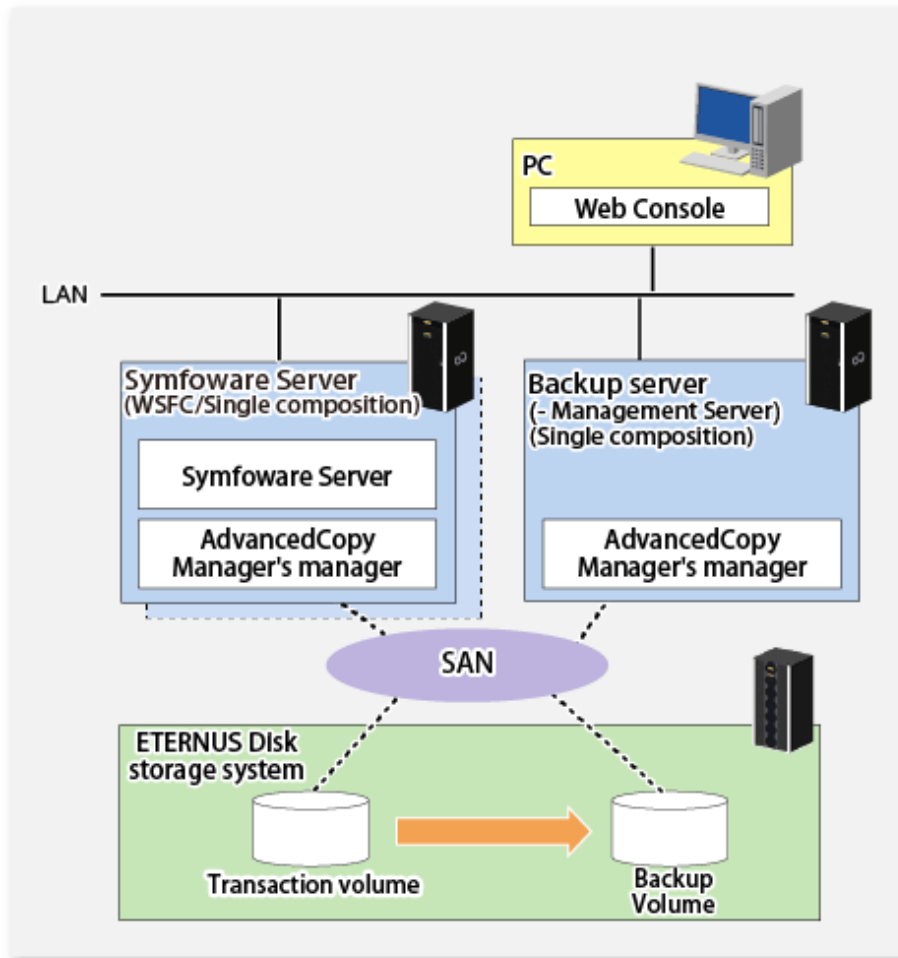 PC
Web Console
LAN
Symfoware Server
(WSFC/Single composition)
Symfoware Server
AdvancedCopy
Manager's manager
Backup server
(- Management Server)
(Single composition)
AdvancedCopy
Manager's manager
SAN
ETERNUS DIsk
storage system
Transaction volume
Backup
Volume